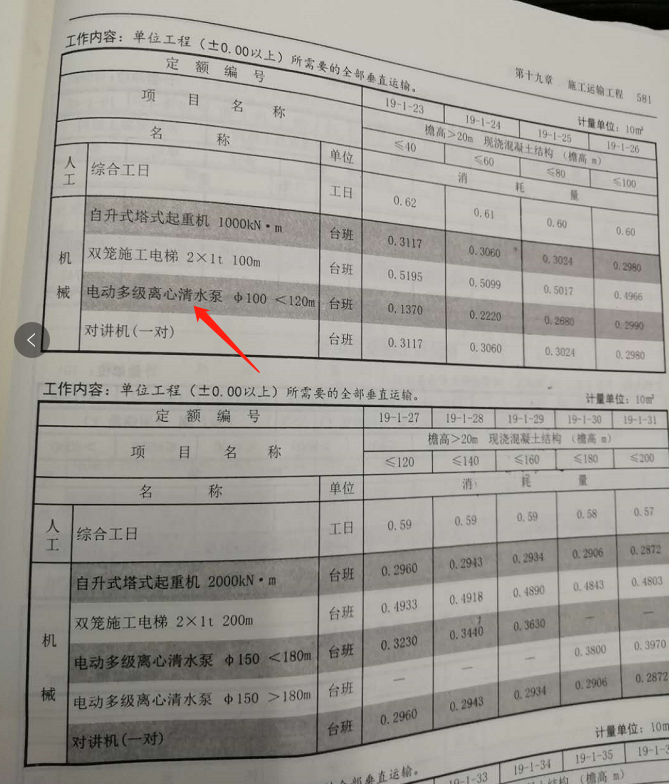 第十九章 施工运输工程 581
工作内容：单位工程（±0.00以上）所需要的全部垂直运输。
计量单位：10㎡
定额编号 19-1-23 19-1-24 19-1-25 19-1-26
项目名称 檐高＞20m 现浇混凝土结构（檐高 m）
≤40 ≤60 ≤80 ≤100
名称 单位 消耗量
人工 综合工日 工日 0.62 0.61 0.60 0.60
机械 自升式塔式起重机 1000kN·m 台班 0.3117 0.3060 0.3024 0.2980
双笼施工电梯 2×1t 100m 台班 0.5195 0.5099 0.5017 0.4966
电动多级离心清水泵 φ100 <120m 台班 0.1370 0.2220 0.2680 0.2990
对讲机(一对) 台班 0.3117 0.3060 0.3024 0.2980
工作内容：单位工程（±0.00以上）所需要的全部垂直运输。
计量单位：10㎡
定额编号 19-1-27 19-1-28 19-1-29 19-1-30 19-1-31
项目名称 檐高＞20m 现浇混凝土结构（檐高 m）
≤120 ≤140 ≤160 ≤180 ≤200
名称 单位 消耗量
人工 综合工日 工日 0.59 0.59 0.59 0.58 0.57
机械 自升式塔式起重机 2000kN·m 台班 0.2960 0.2943 0.2934 0.2906 0.2872
双笼施工电梯 2×1t 200m 台班 0.4933 0.4918 0.4890 0.4843 0.4803
电动多级离心清水泵 φ150 <180m 台班 0.3230 0.3440 0.3630 — —
电动多级离心清水泵 φ150 >180m 台班 — — — 0.3800 0.3970
对讲机(一对) 台班 0.2960 0.2943 0.2934 0.2906 0.2872
计量单位：10m
19-1-33 19-1-34 19-1-35
的全部垂直运输。
（檐高 m）